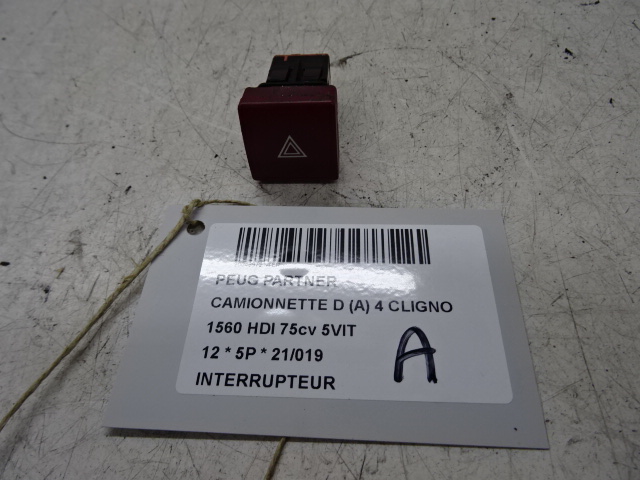 PEUG PARTNER
CAMIONNETTE D (A) 4 CLIGNO
1560 HDI 75cv 5VIT
12 * 5P * 21/019
INTERRUPTEUR
A